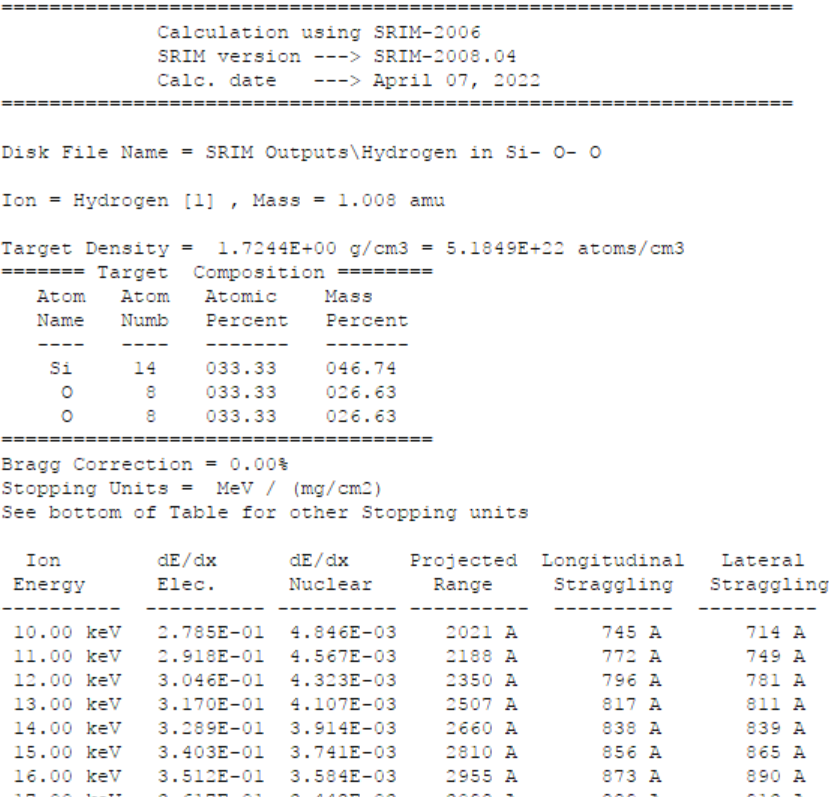 ==================================================================
Calculation using SRIM-2006
SRIM version ---> SRIM-2008.04
Calc. date ---> April 07, 2022
==================================================================
Disk File Name = SRIM Outputs\Hydrogen in Si- O- O
Ion = Hydrogen [1] , Mass = 1.008 amu
Target Density = 1.7244E+00 g/cm3 = 5.1849E+22 atoms/cm3
======= Target Composition ========
Atom Atom Atomic Mass
Name Numb Percent Percent
---- ---- ------- -------
Si 14 033.33 046.74
O 8 033.33 026.63
O 8 033.33 026.63
====================================
Bragg Correction = 0.00%
Stopping Units = MeV / (mg/cm2)
See bottom of Table for other Stopping units
Ion dE/dx dE/dx Projected Longitudinal Lateral
Energy Elec. Nuclear Range Straggling Straggling
---------- ---------- ---------- ---------- ---------- ----------
10.00 keV 2.785E-01 4.846E-03 2021 A 745 A 714 A
11.00 keV 2.918E-01 4.567E-03 2188 A 772 A 749 A
12.00 keV 3.046E-01 4.323E-03 2350 A 796 A 781 A
13.00 keV 3.170E-01 4.107E-03 2507 A 817 A 811 A
14.00 keV 3.289E-01 3.914E-03 2660 A 838 A 839 A
15.00 keV 3.403E-01 3.741E-03 2810 A 856 A 865 A
16.00 keV 3.512E-01 3.584E-03 2955 A 873 A 890 A